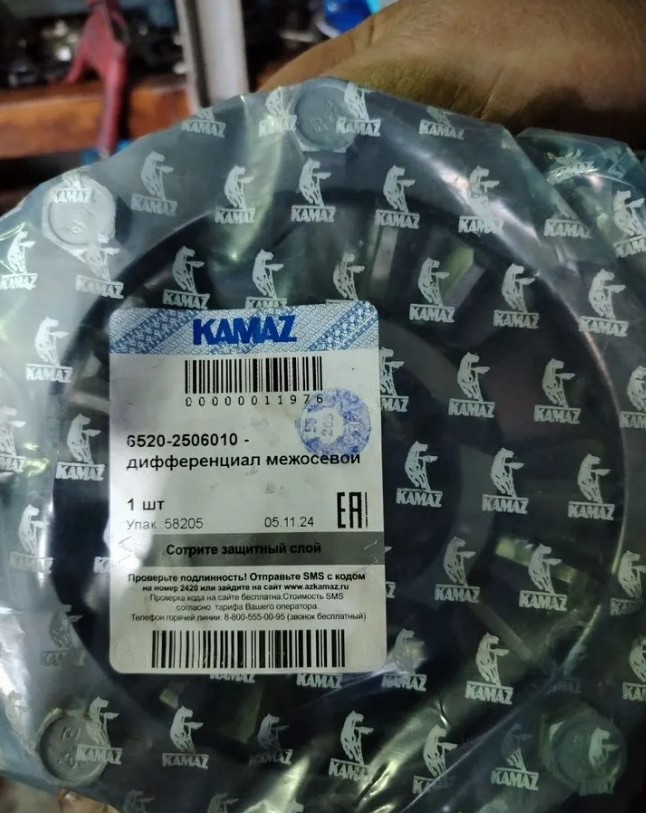 KAMAZ
00000011976
6520-2506010 -
дифференциал межосевой
1 шт
Упак.58205 05.11.24 EAC
Сотрите защитный слой
Проверьте подлинность! Отправьте SMS с кодом
на номер 2420 или зайдите на сайт www.azkamaz.ru
Проверка кода на сайте бесплатна.Стоимость SMS
согласно тарифа Вашего оператора.
Телефон горячей линии: 8-800-555-00-95 (звонок бесплатный)